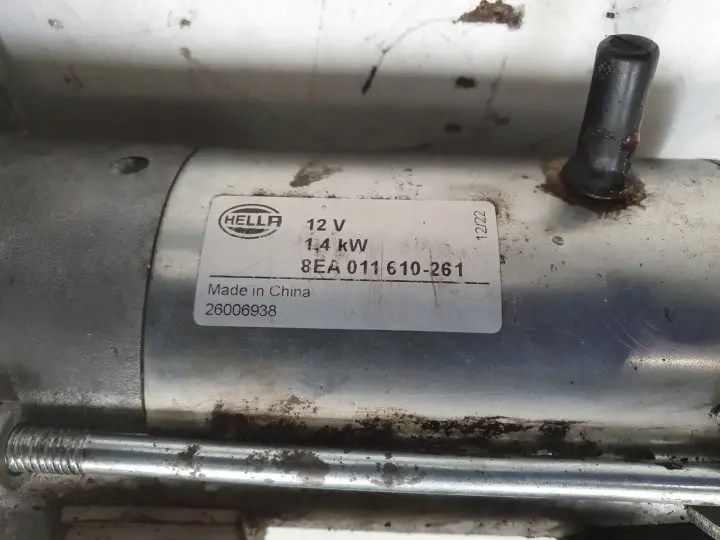 HELLA
12 V
1.4 kW
8EA 011 610-261
Made in China
26006938
12/22